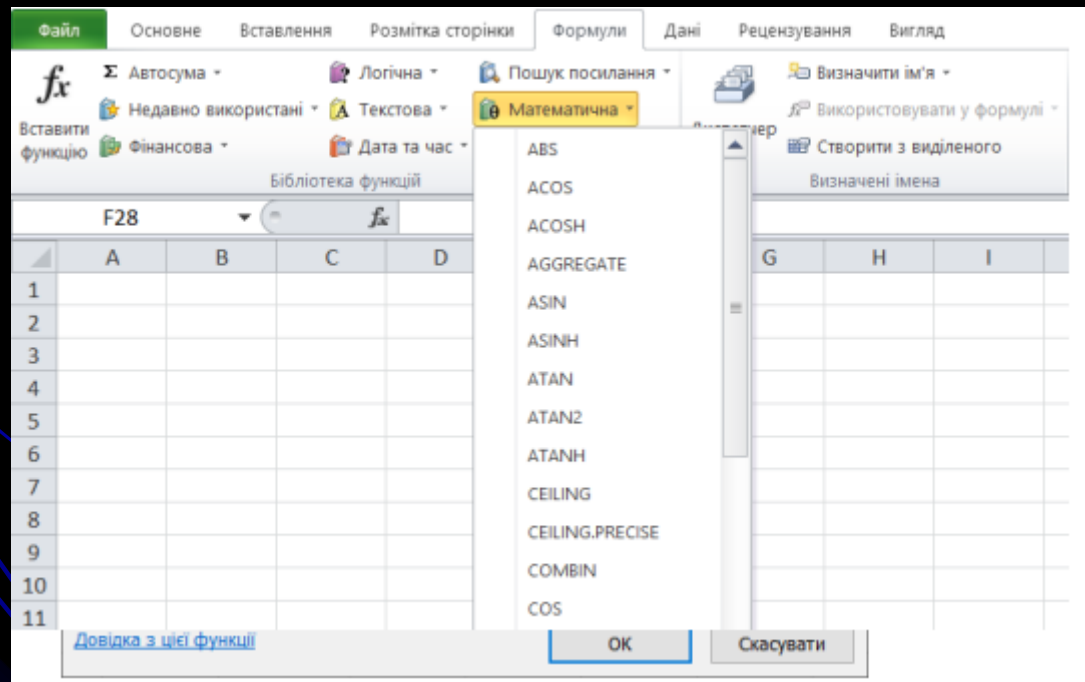 Файл Основне Вставлення Розмітка сторінки Формули Дані Рецензування Вигляд
fx Σ Автосума Логічна Пошук посилання Визначити ім'я
Недавно використані Текстова Математична Використовувати у формулі
Вставити функцію Фінансова Дата та час Створити з виділеного
Бібліотека функцій Визначені імена
F28 fx
A B C D G H I
ABS
ACOS
ACOSH
AGGREGATE
ASIN
ASINH
ATAN
ATAN2
ATANH
CEILING
CEILING.PRECISE
COMBIN
COS
1
2
3
4
5
6
7
8
9
10
11
Довідка з цієї функції OK Скасувати